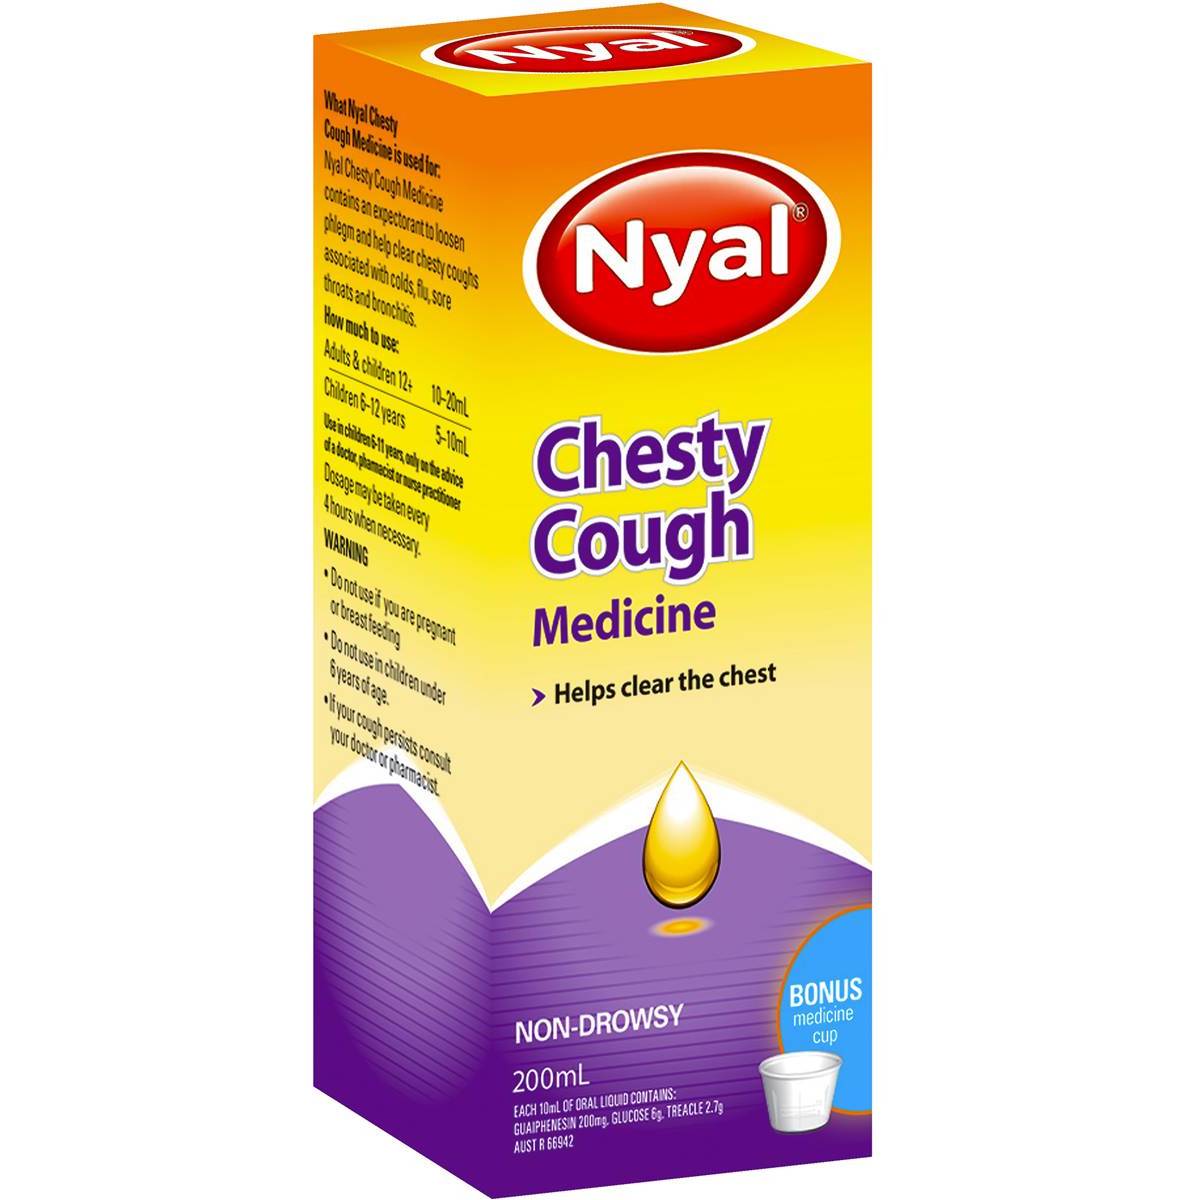 Nyal®
What Nyal Chesty
Cough Medicine is used for:
Nyal Chesty Cough Medicine
contains an expectorant to loosen
phlegm and help clear chesty coughs
associated with colds, flu, sore
throats and bronchitis.
How much to use:
Adults & children 12+ 10–20mL
Children 6–12 years 5–10mL
Use in children 6-11 years, only on the advice
of a doctor, pharmacist or nurse practitioner
Dosage may be taken every
4 hours when necessary.
WARNING
• Do not use if you are pregnant
or breast feeding
• Do not use in children under
6 years of age.
• If your cough persists consult
your doctor or pharmacist.
Nyal®
Chesty
Cough
Medicine
Helps clear the chest
NON-DROWSY
200mL
EACH 10mL OF ORAL LIQUID CONTAINS:
GUAIPHENESIN 200mg, GLUCOSE 6g, TREACLE 2.7g
AUST R 66942
BONUS
medicine
cup